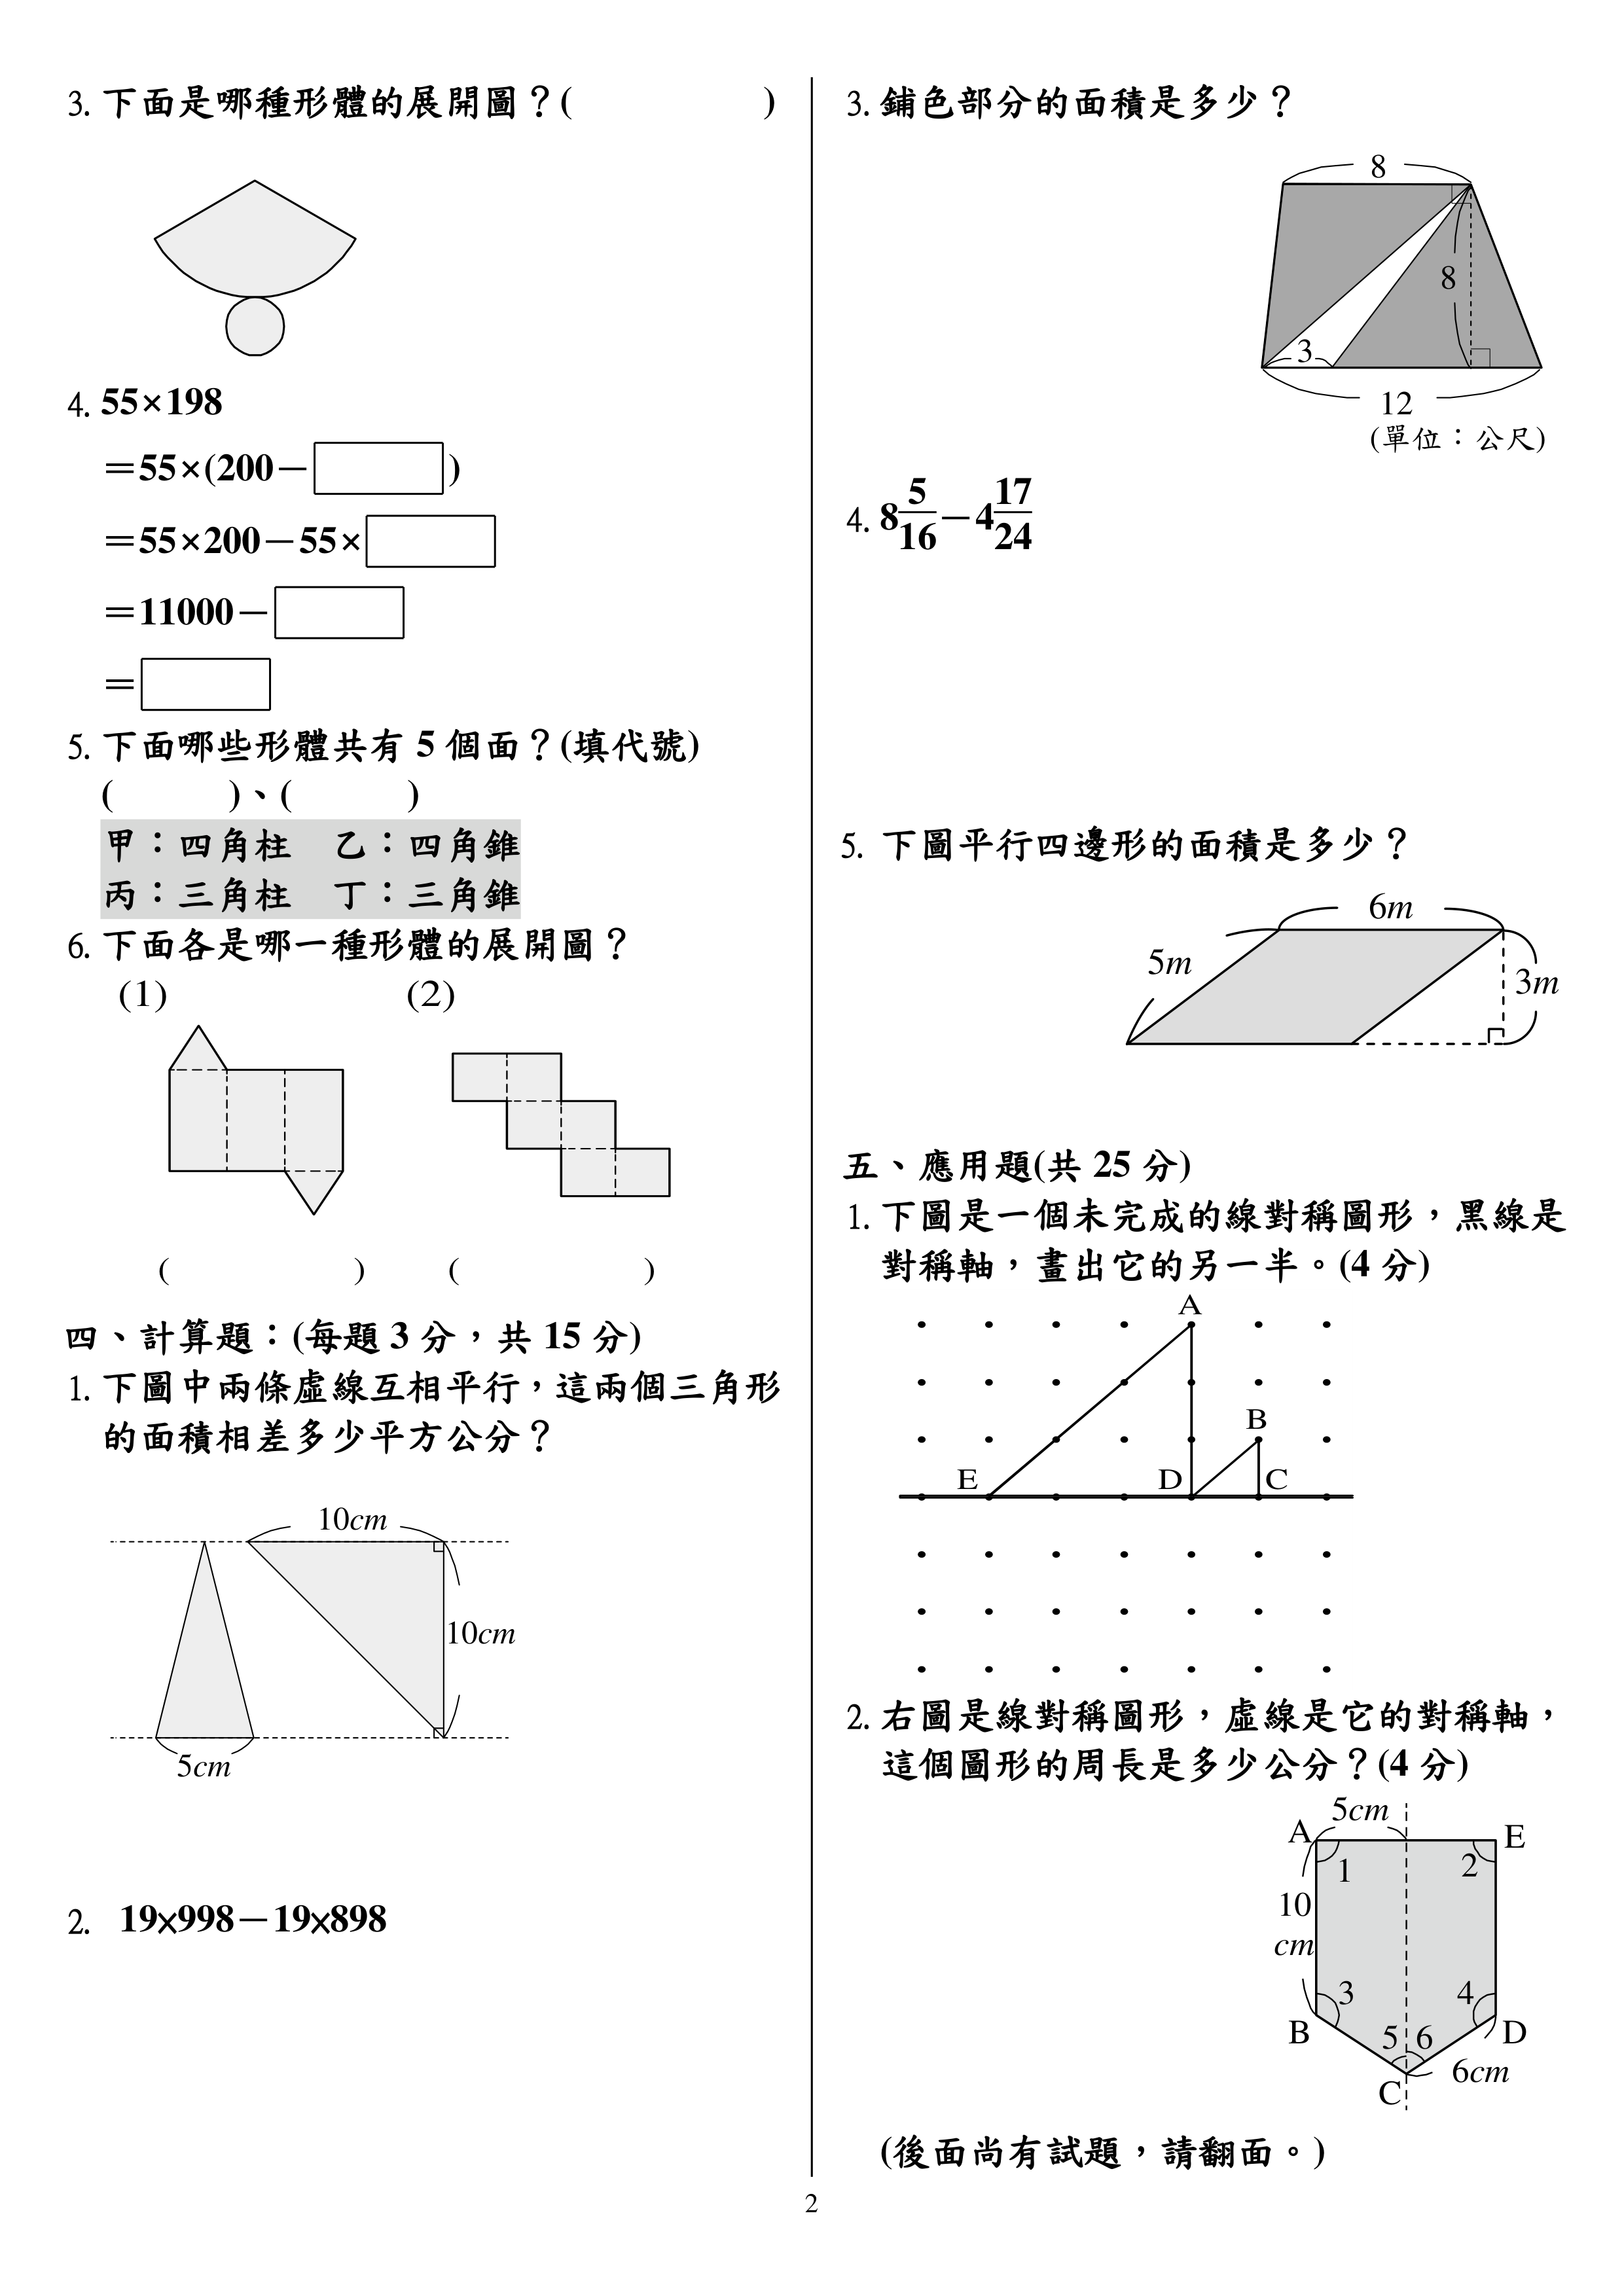 3. 下面是哪種形體的展開圖？(　　　　　)
4. 55×198
＝55×(200－　　　)
＝55×200－55×
＝11000－
＝
5. 下面哪些形體共有 5 個面？(填代號)
(　　　)、(　　　)
甲：四角柱　乙：四角錐
丙：三角柱　丁：三角錐
6. 下面各是哪一種形體的展開圖？
(1)　　　(2)
(　　　　　)　　(　　　　　)
四、計算題：(每題 3 分，共 15 分)
1. 下圖中兩條虛線互相平行，這兩個三角形
的面積相差多少平方公分？
10cm
10cm
5cm
2. 19×998－19×898
3. 鋪色部分的面積是多少？
8
8
3
12
(單位：公尺)
4. 8 5/16－4 17/24
5. 下圖平行四邊形的面積是多少？
6m
5m
3m
五、應用題(共 25 分)
1. 下圖是一個未完成的線對稱圖形，黑線是
對稱軸，畫出它的另一半。(4 分)
A
B
E　D　C
2. 右圖是線對稱圖形，虛線是它的對稱軸，
這個圖形的周長是多少公分？(4 分)
5cm
A　E
1　2
10
cm
3　4
B　5　6　D
6cm
C
(後面尚有試題，請翻面。)
2